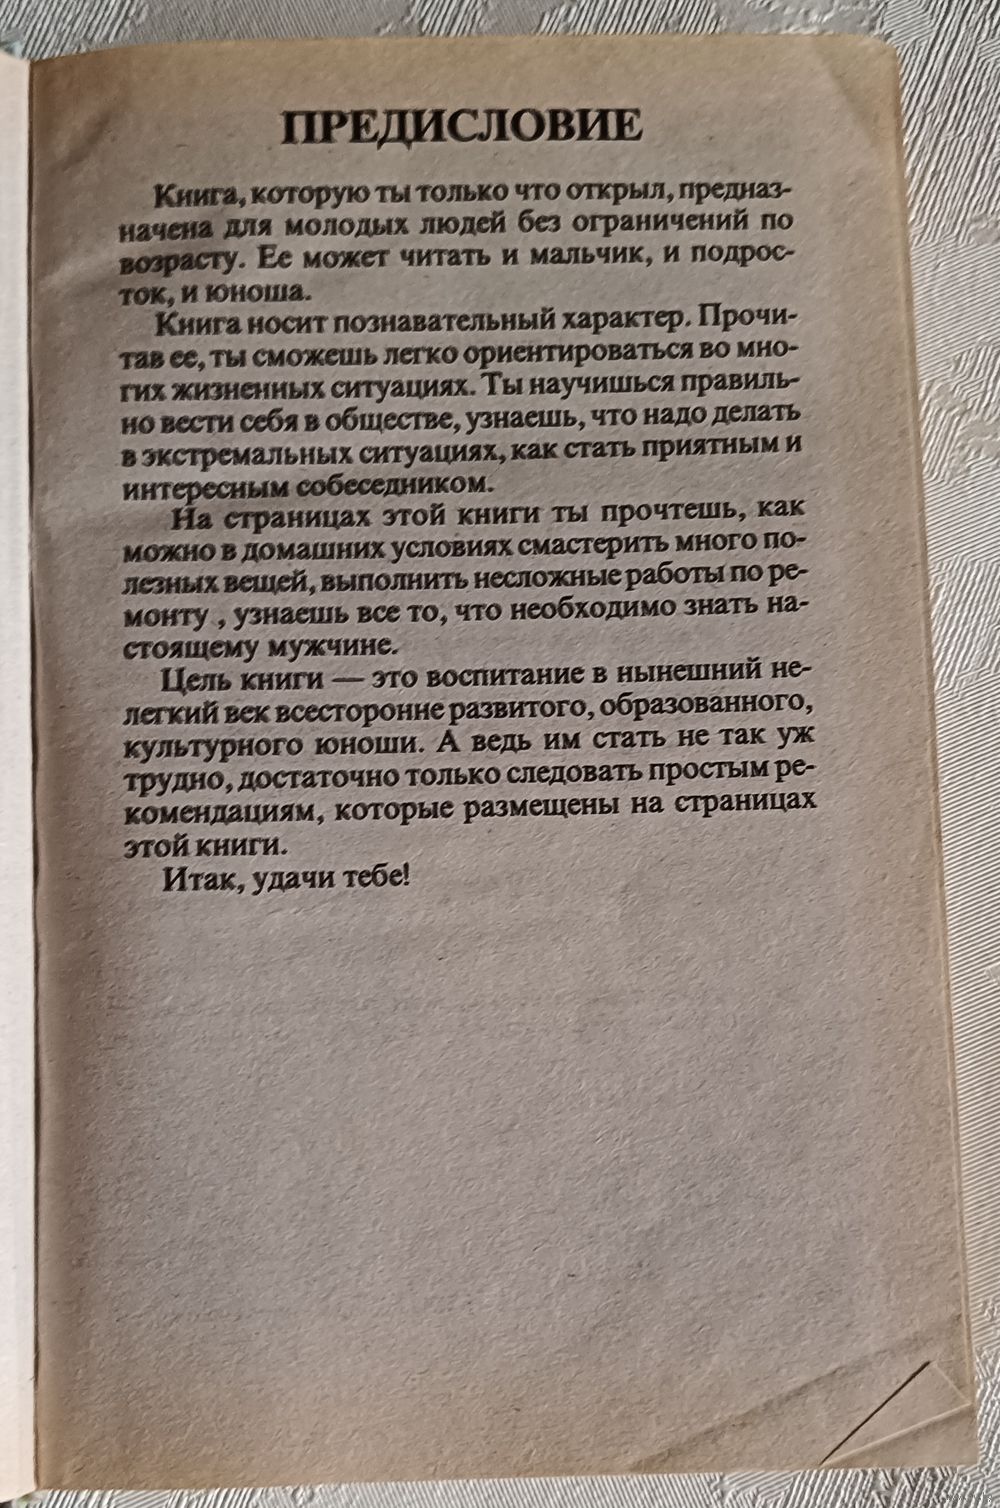 ПРЕДИСЛОВИЕ
Книга, которую ты только что открыл, предназ-
начена для молодых людей без ограничений по
возрасту. Ее может читать и мальчик, и подрос-
ток, и юноша.
Книга носит познавательный характер. Прочи-
тав ее, ты сможешь легко ориентироваться во мно-
гих жизненных ситуациях. Ты научишься правиль-
но вести себя в обществе, узнаешь, что надо делать
в экстремальных ситуациях, как стать приятным и
интересным собеседником.
На страницах этой книги ты прочтешь, как
можно в домашних условиях смастерить много по-
лезных вещей, выполнить несложные работы по ре-
монту , узнаешь все то, что необходимо знать на-
стоящему мужчине.
Цель книги — это воспитание в нынешний не-
легкий век всесторонне развитого, образованного,
культурного юноши. А ведь им стать не так уж
трудно, достаточно только следовать простым ре-
комендациям, которые размещены на страницах
этой книги.
Итак, удачи тебе!